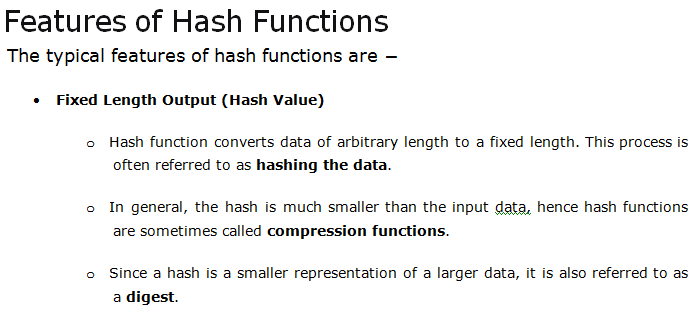 Features of Hash Functions
The typical features of hash functions are −
• Fixed Length Output (Hash Value)
o Hash function converts data of arbitrary length to a fixed length. This process is
often referred to as hashing the data.
o In general, the hash is much smaller than the input data, hence hash functions
are sometimes called compression functions.
o Since a hash is a smaller representation of a larger data, it is also referred to as
a digest.